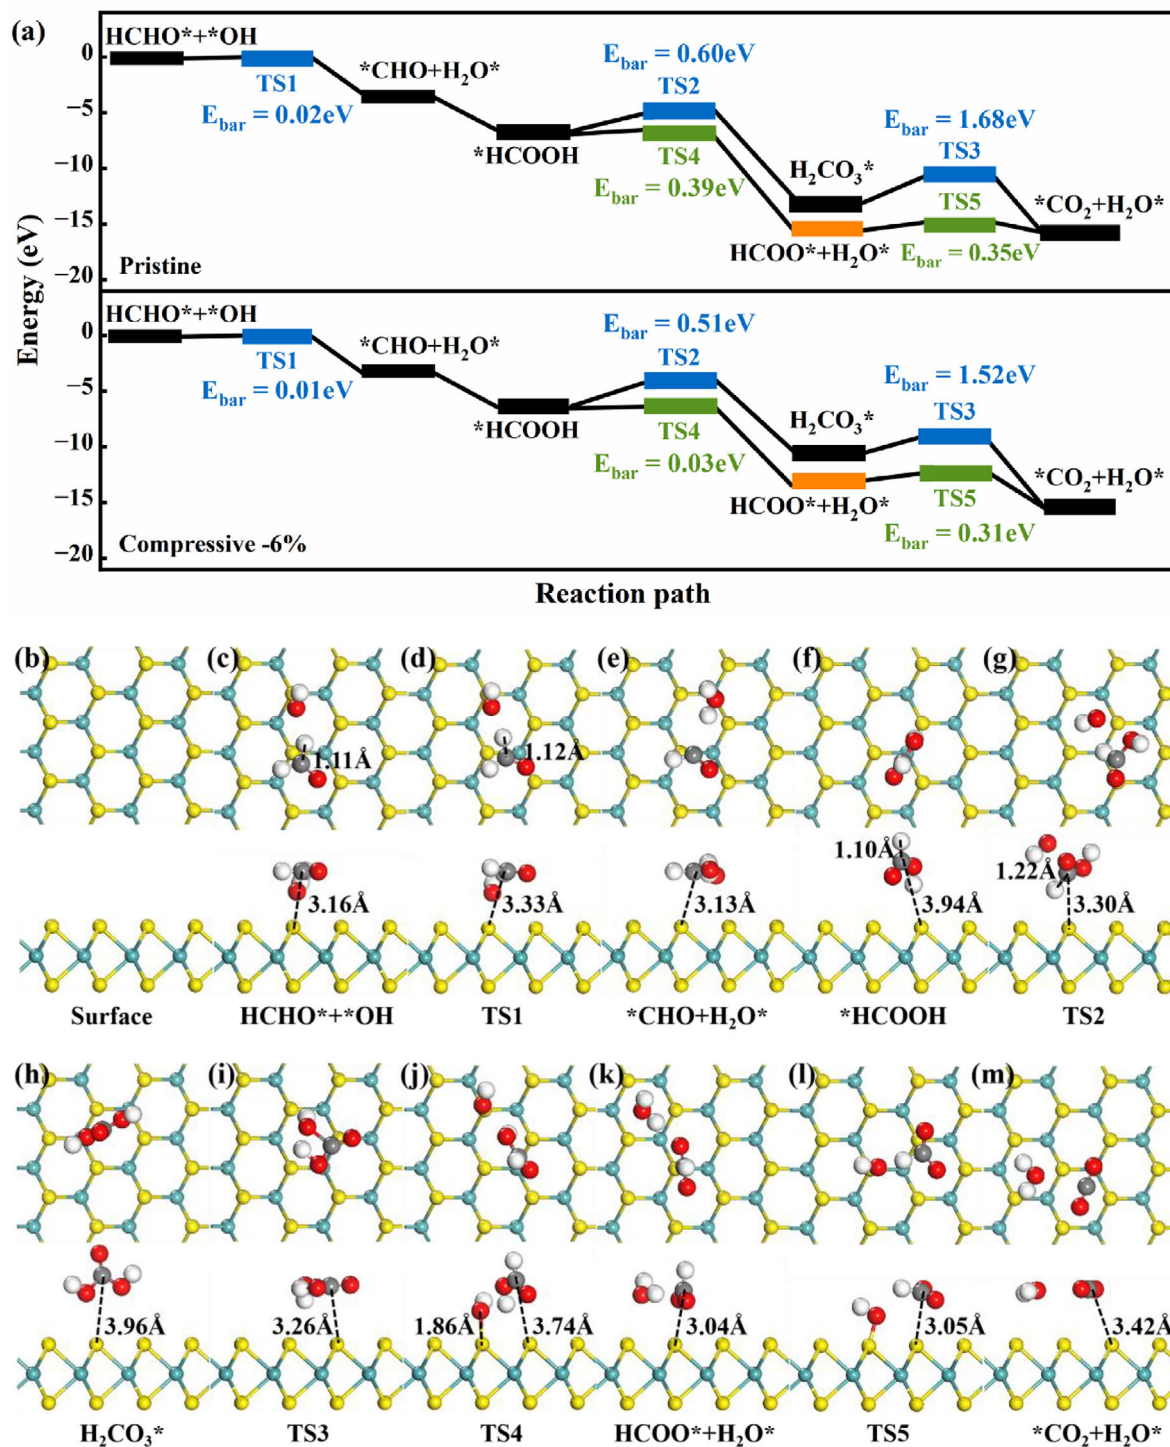 (a)
HCHO*+*OH
TS1
E_bar = 0.02eV
*CHO+H₂O*
*HCOOH
E_bar = 0.60eV
TS2
TS4
E_bar = 0.39eV
H₂CO₃*
HCOO*+H₂O*
E_bar = 1.68eV
TS3
TS5
E_bar = 0.35eV
*CO₂+H₂O*
0
−5
−10
−15
−20
Pristine
HCHO*+*OH
TS1
E_bar = 0.01eV
*CHO+H₂O*
*HCOOH
E_bar = 0.51eV
TS2
TS4
E_bar = 0.03eV
H₂CO₃*
HCOO*+H₂O*
E_bar = 1.52eV
TS3
TS5
E_bar = 0.31eV
*CO₂+H₂O*
0
−5
−10
−15
−20
Compressive -6%
Energy (eV)
Reaction path
(b)
(c)
(d)
(e)
(f)
(g)
1.11Å
1.12Å
3.16Å
3.33Å
3.13Å
1.10Å
3.94Å
1.22Å
3.30Å
Surface
HCHO*+*OH
TS1
*CHO+H₂O*
*HCOOH
TS2
(h)
(i)
(j)
(k)
(l)
(m)
3.96Å
3.26Å
1.86Å
3.74Å
3.04Å
3.05Å
3.42Å
H₂CO₃*
TS3
TS4
HCOO*+H₂O*
TS5
*CO₂+H₂O*